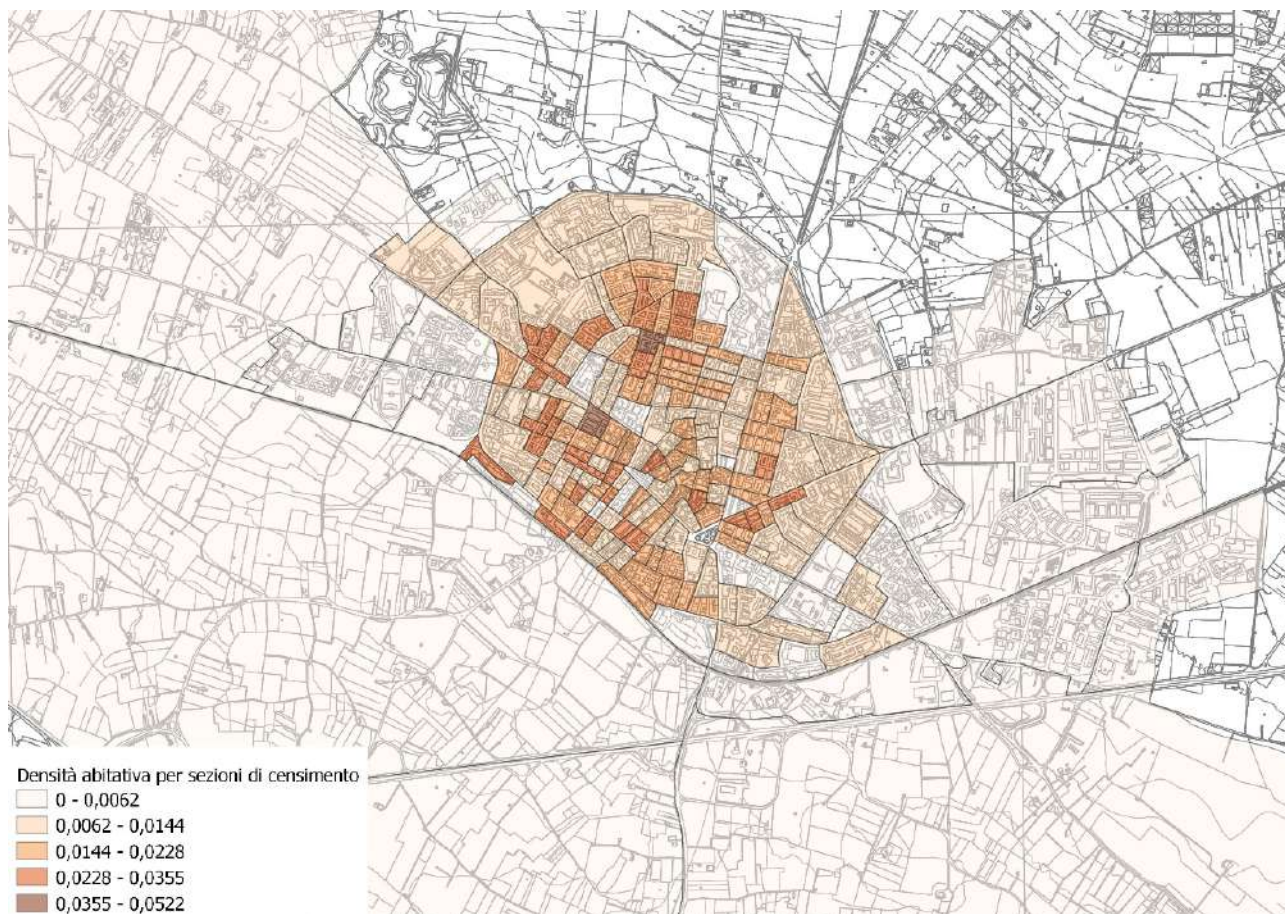 Densità abitativa per sezioni di censimento
0 - 0,0062
0,0062 - 0,0144
0,0144 - 0,0228
0,0228 - 0,0355
0,0355 - 0,0522